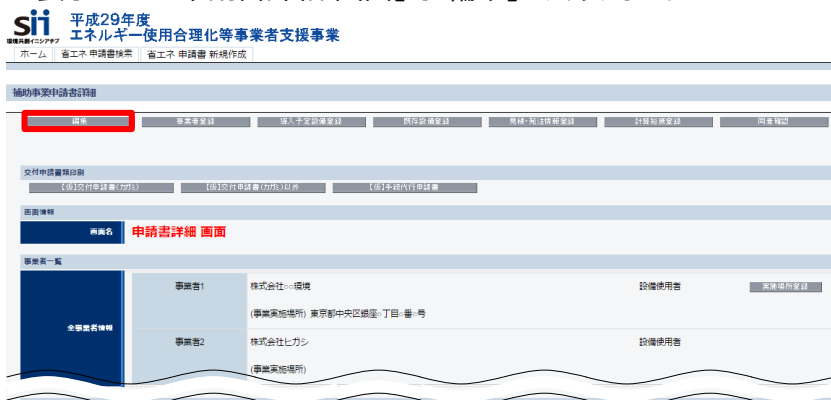 sii 平成29年度
環境共創イニシアチブ エネルギー使用合理化等事業者支援事業
ホーム 省エネ 申請書検索 省エネ 申請書 新規作成
補助事業申請書詳細
編集 事業者登録 導入予定設備登録 既存設備登録 見積・発注情報登録 計算総括登録 同意確認
交付申請書類印刷
【仮】交付申請書(かがみ) 【仮】交付申請書(かがみ)以外 【仮】手続代行申請書
画面情報
画面名 申請書詳細 画面
事業者一覧
事業者1 株式会社○○環境 設備使用者 実施場所登録
(事業実施場所) 東京都中央区銀座○丁目○番○号
全事業者情報
事業者2 株式会社ヒガシ 設備使用者
(事業実施場所)